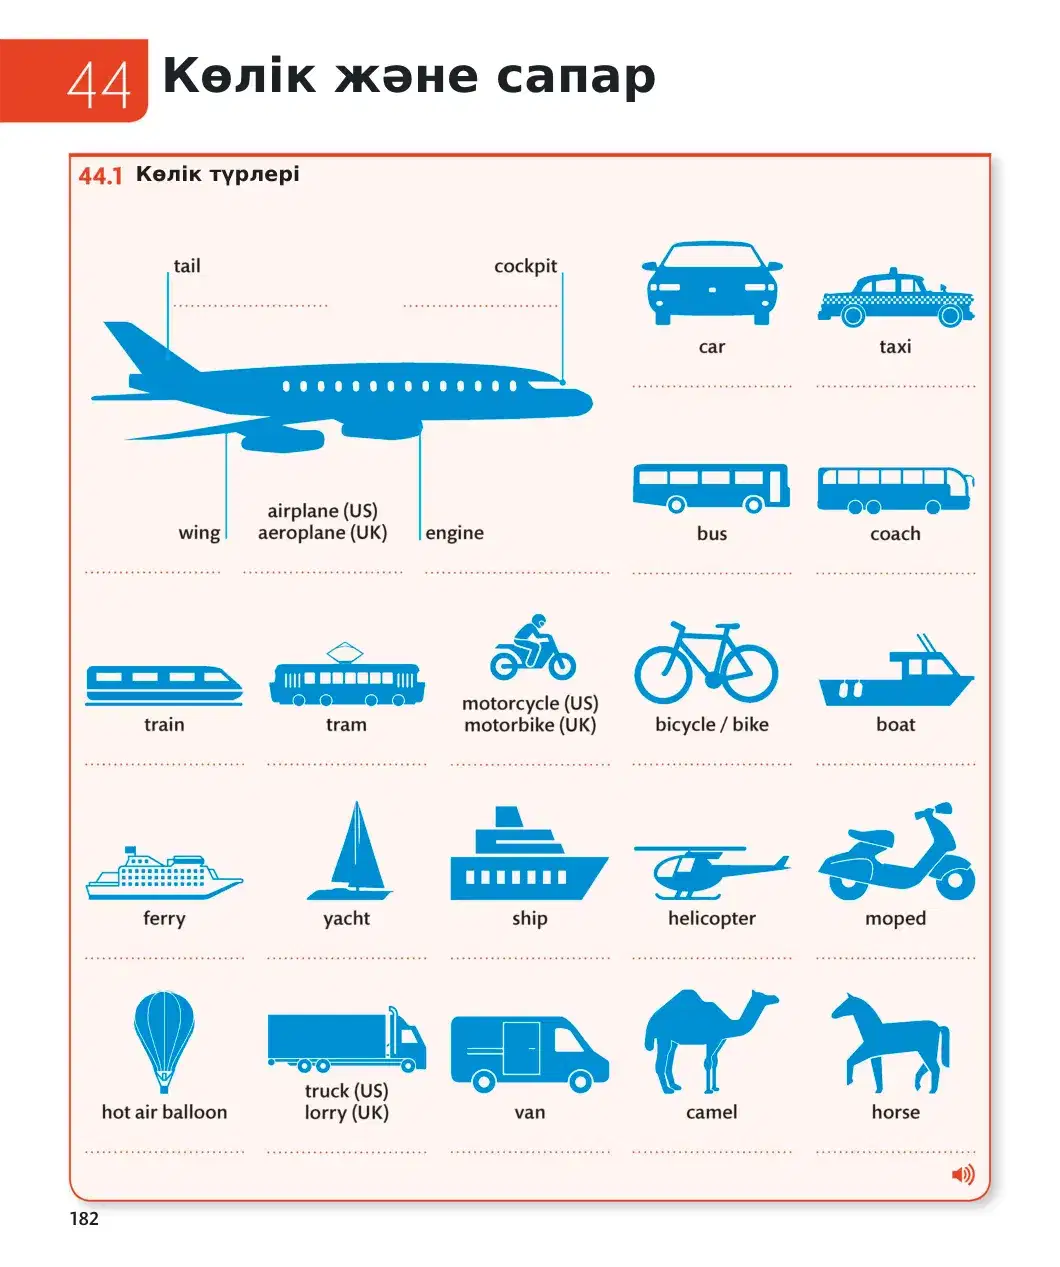 44
Көлік және сапар
44.1 Көлік түрлері
tail
cockpit
car
taxi
wing
airplane (US)
aeroplane (UK)
engine
bus
coach
train
tram
motorcycle (US)
motorbike (UK)
bicycle / bike
boat
ferry
yacht
ship
helicopter
moped
hot air balloon
truck (US)
lorry (UK)
van
camel
horse
182